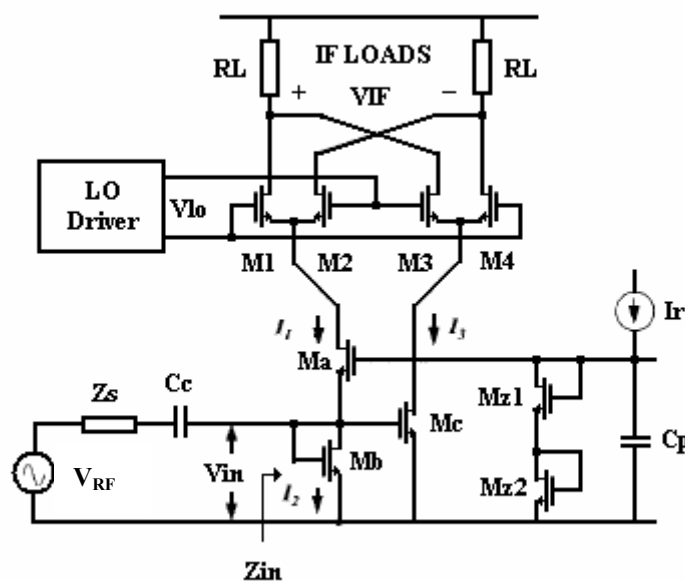 RL
IF LOADS
RL
+
VIF
−
LO
Driver
Vlo
M1
M2
M3
M4
I1
I3
Ir
Ma
Mz1
Zs
Cc
Mc
Cp
Vin
Mb
VRF
I2
Mz2
Zin